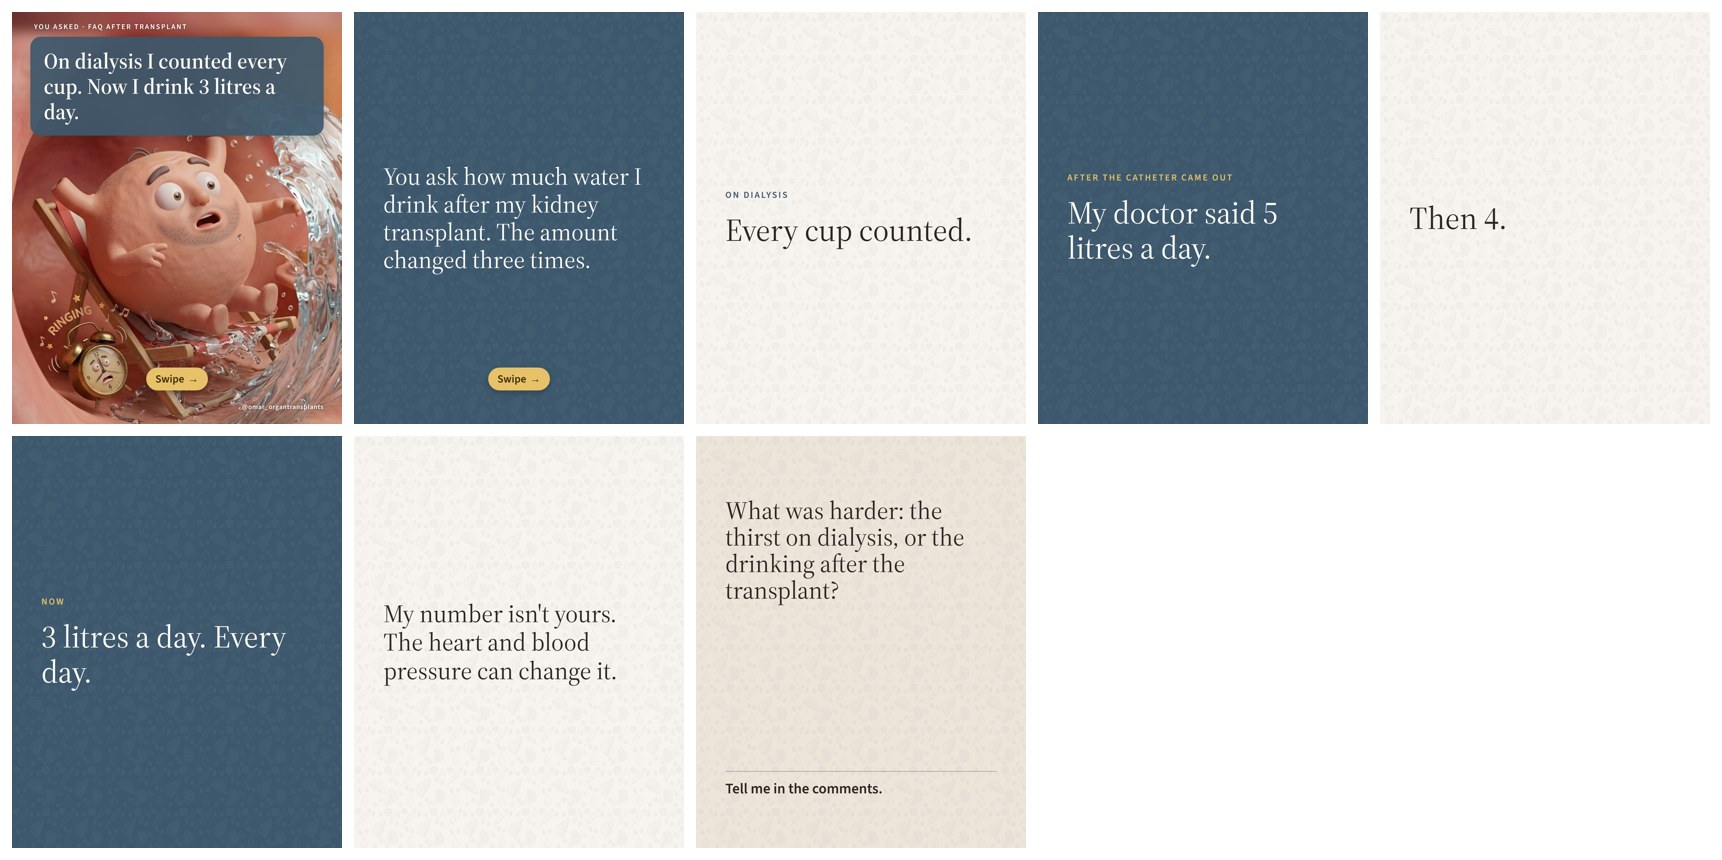 YOU ASKED - FAQ AFTER TRANSPLANT
On dialysis I counted every
cup. Now I drink 3 litres a
day.
RINGING
Swipe →
@omar_organtransplants
You ask how much water I
drink after my kidney
transplant. The amount
changed three times.
Swipe →
ON DIALYSIS
Every cup counted.
AFTER THE CATHETER CAME OUT
My doctor said 5
litres a day.
Then 4.
NOW
3 litres a day. Every
day.
My number isn't yours.
The heart and blood
pressure can change it.
What was harder: the
thirst on dialysis, or the
drinking after the
transplant?
Tell me in the comments.